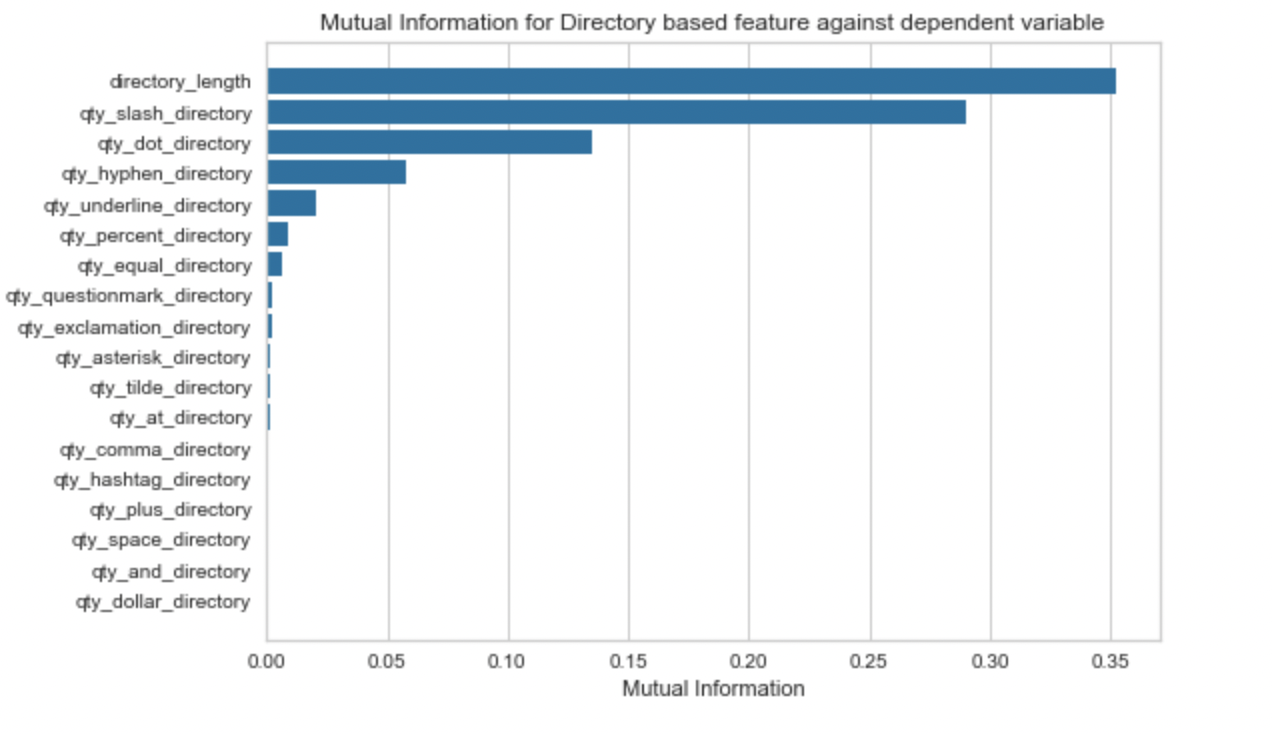 Mutual Information for Directory based feature against dependent variable
directory_length
qty_slash_directory
qty_dot_directory
qty_hyphen_directory
qty_underline_directory
qty_percent_directory
qty_equal_directory
qty_questionmark_directory
qty_exclamation_directory
qty_asterisk_directory
qty_tilde_directory
qty_at_directory
qty_comma_directory
qty_hashtag_directory
qty_plus_directory
qty_space_directory
qty_and_directory
qty_dollar_directory
0.00 0.05 0.10 0.15 0.20 0.25 0.30 0.35
Mutual Information